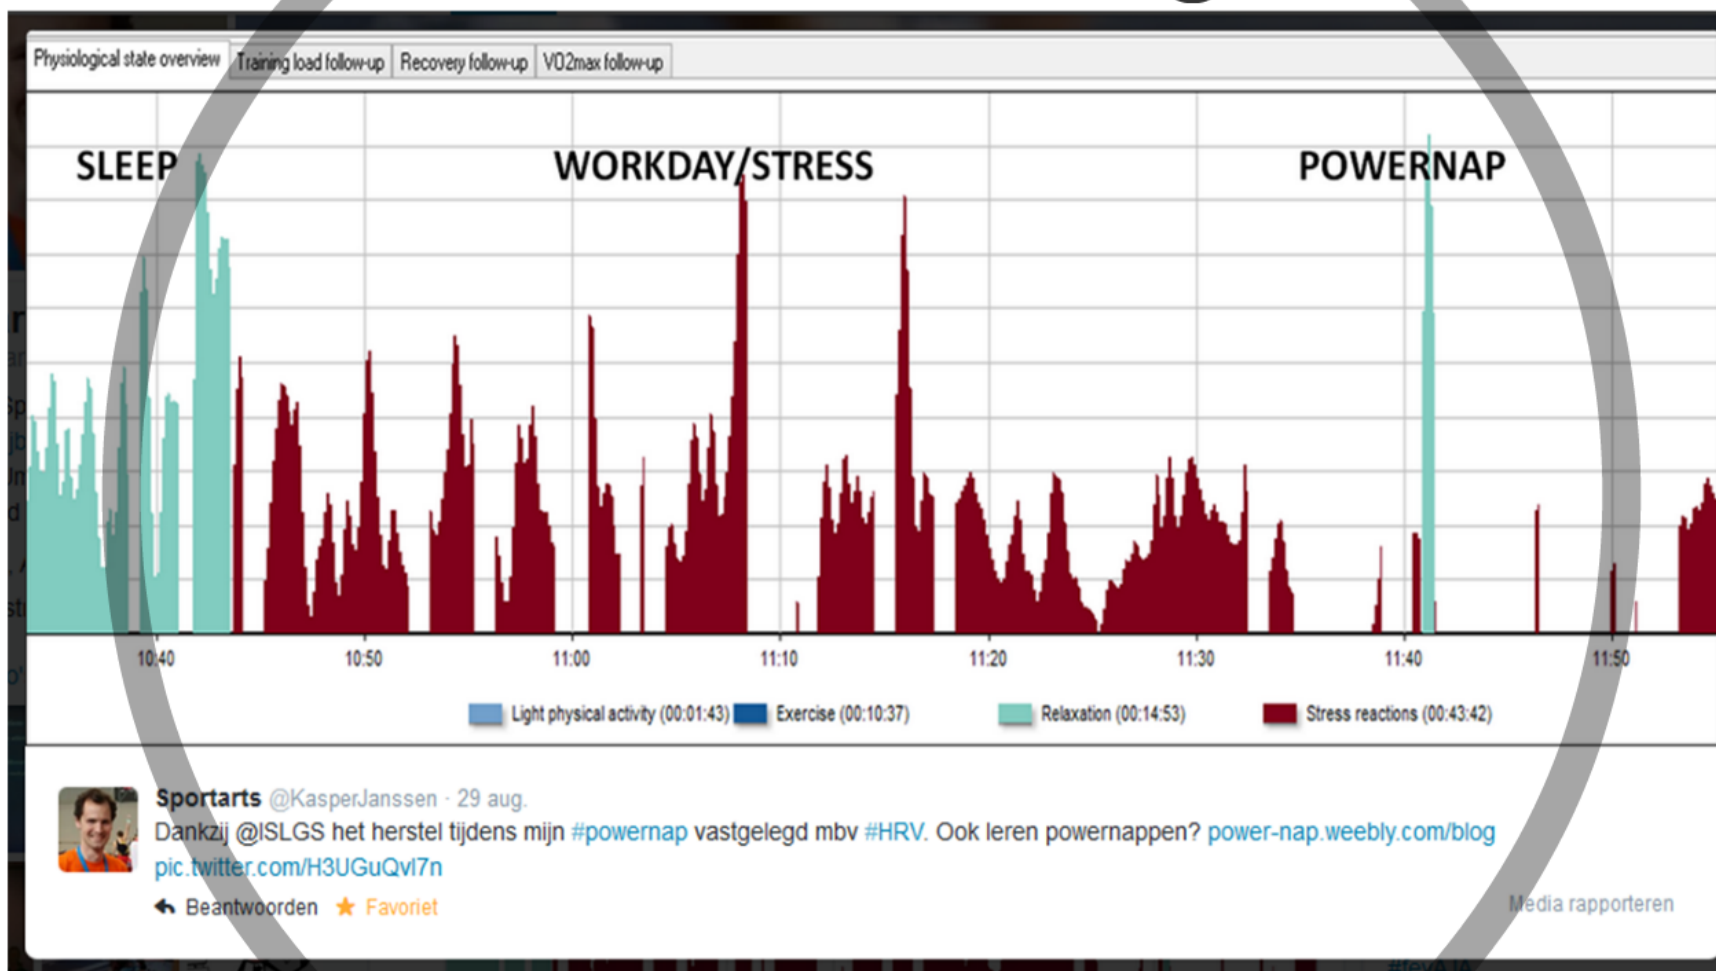 Physiological state overview Training load follow-up Recovery follow-up VO2max follow-up
SLEEP WORKDAY/STRESS POWERNAP
10:40 10:50 11:00 11:10 11:20 11:30 11:40 11:50
Light physical activity (00:01:43) Exercise (00:10:37) Relaxation (00:14:53) Stress reactions (00:43:42)
Sportarts @KasperJanssen · 29 aug.
Dankzij @ISLGS het herstel tijdens mijn #powernap vastgelegd mbv #HRV. Ook leren powernappen? power-nap.weebly.com/blog
pic.twitter.com/H3UGuQvI7n
Beantwoorden Favoriet
Media rapporteren